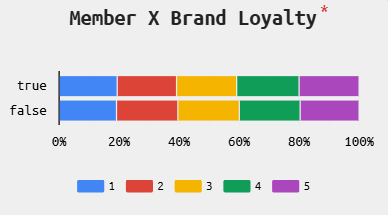 Member X Brand Loyalty*
true
false
0% 20% 40% 60% 80% 100%
1 2 3 4 5